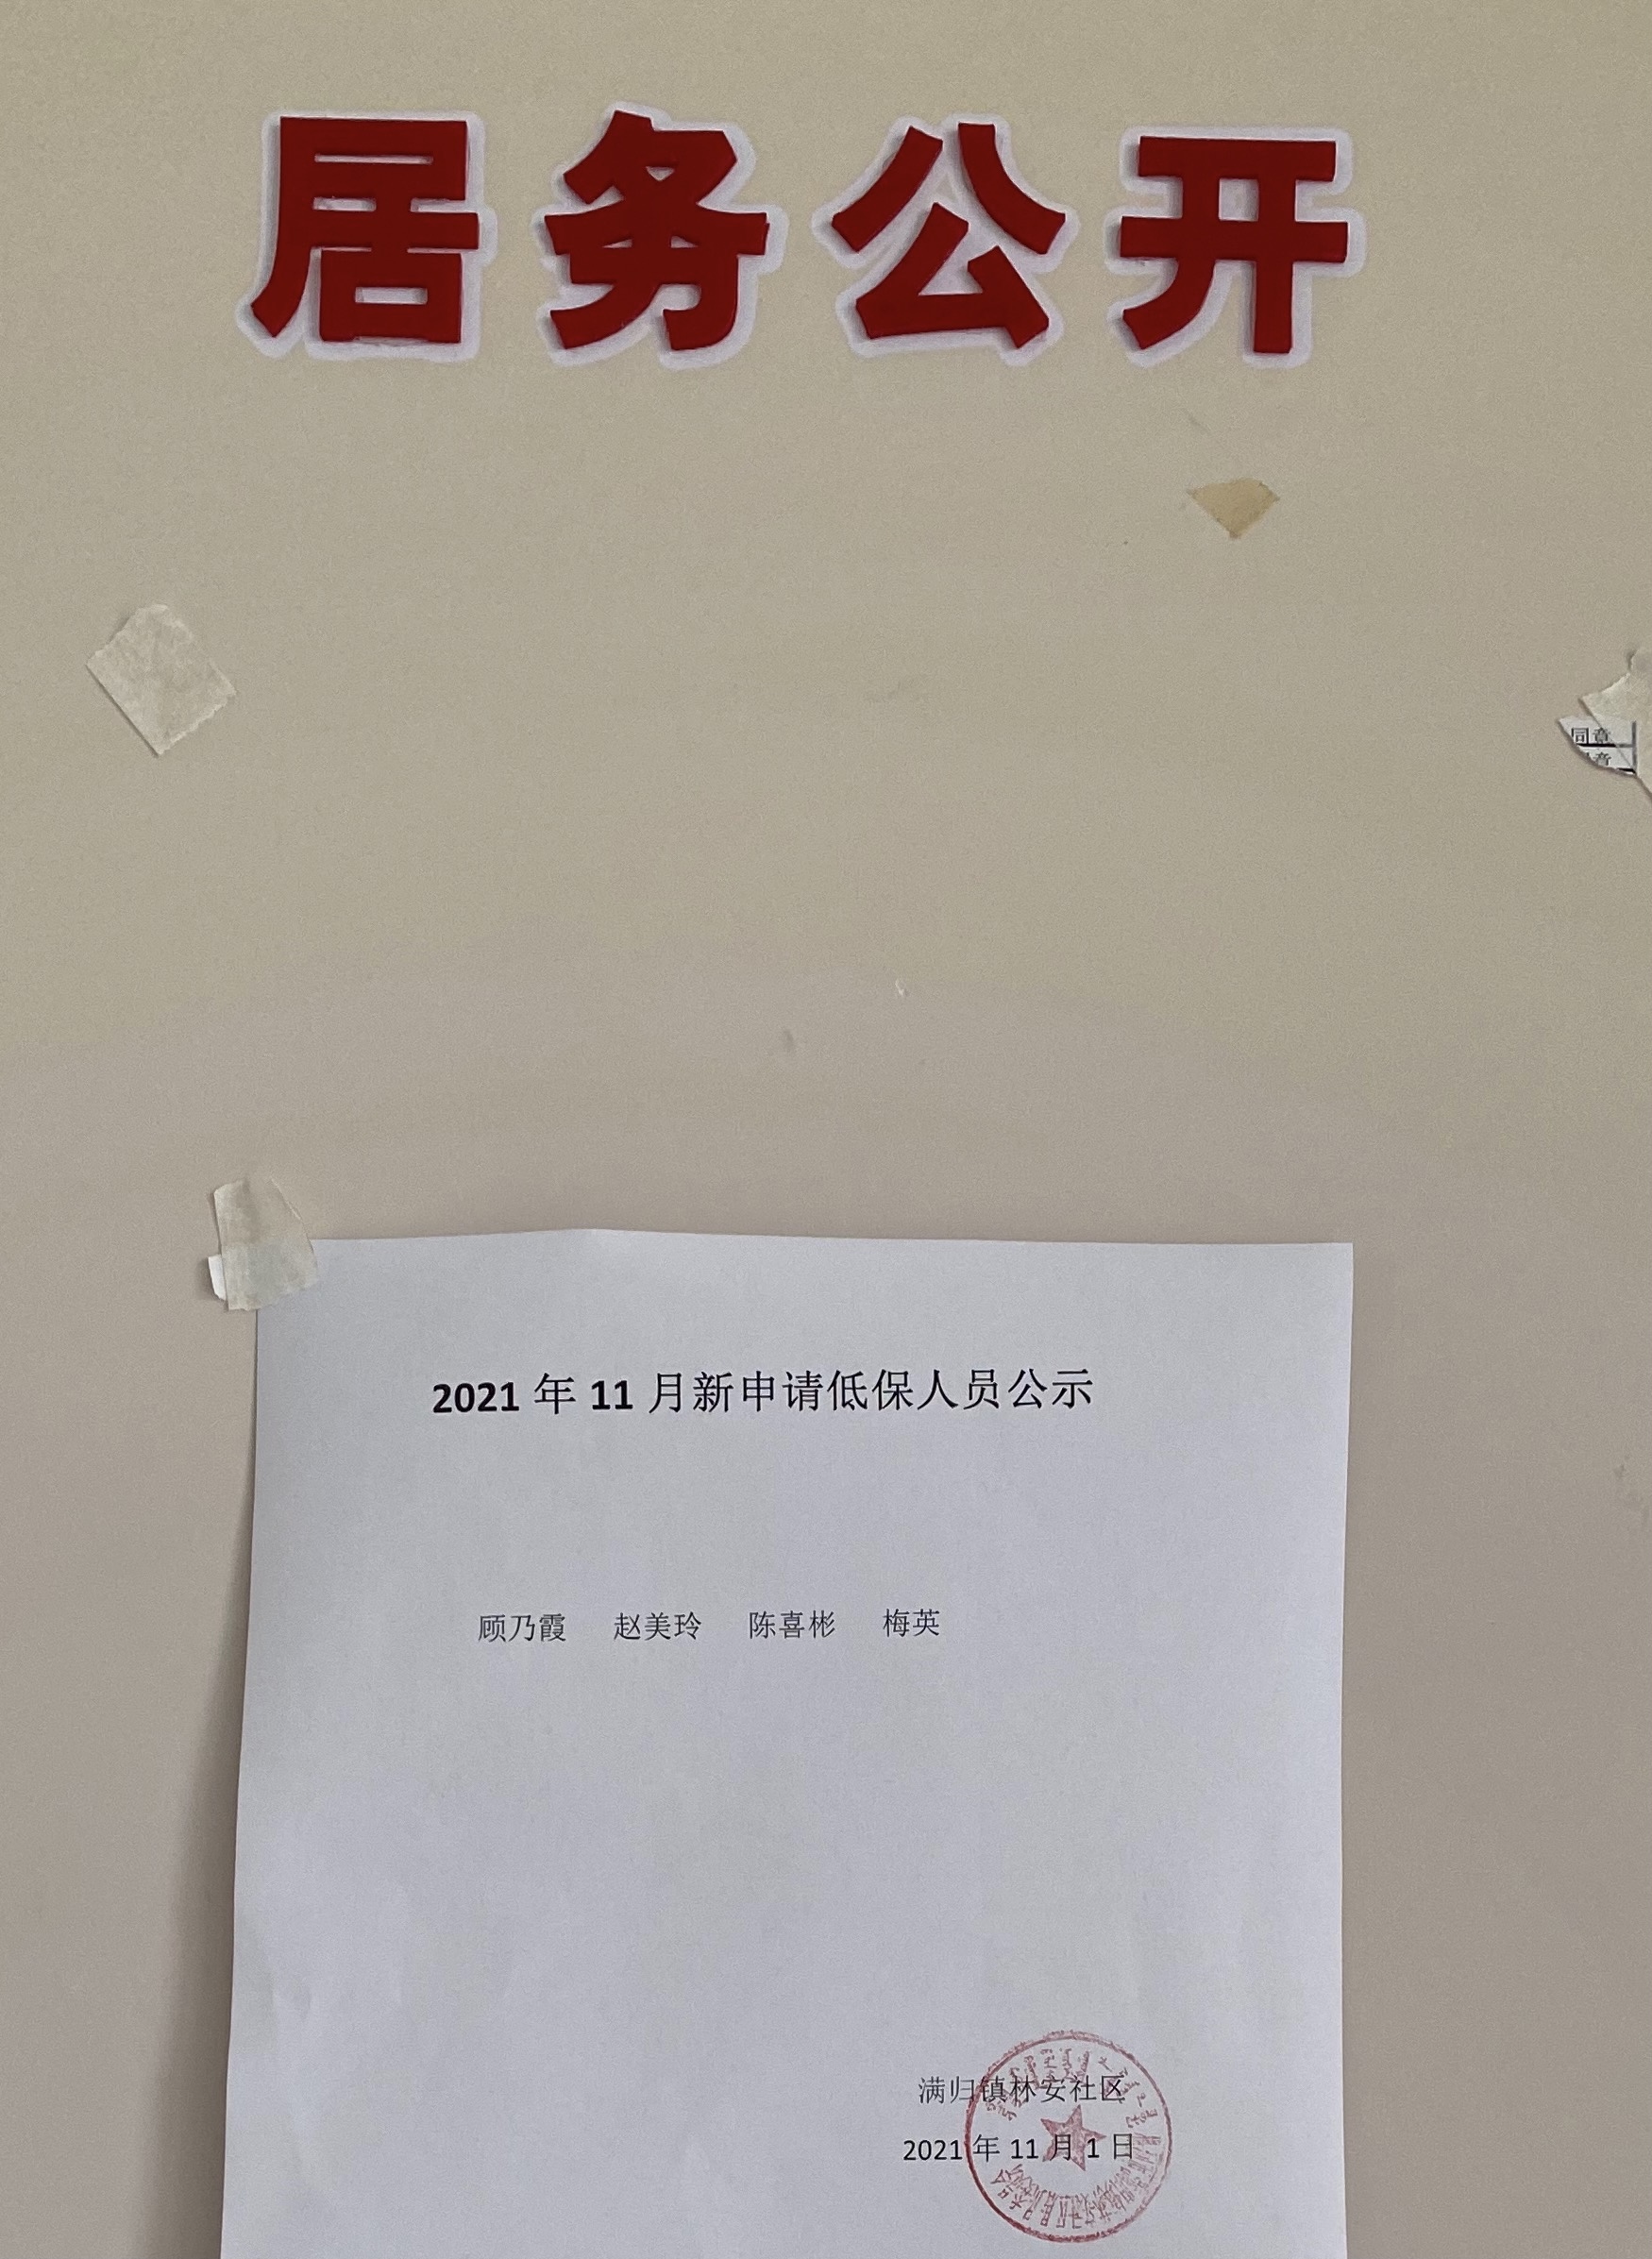 居务公开
同意
2021年11月新申请低保人员公示
顾乃霞 赵美玲 陈喜彬 梅英
满归镇林安社区
2021年11月1日